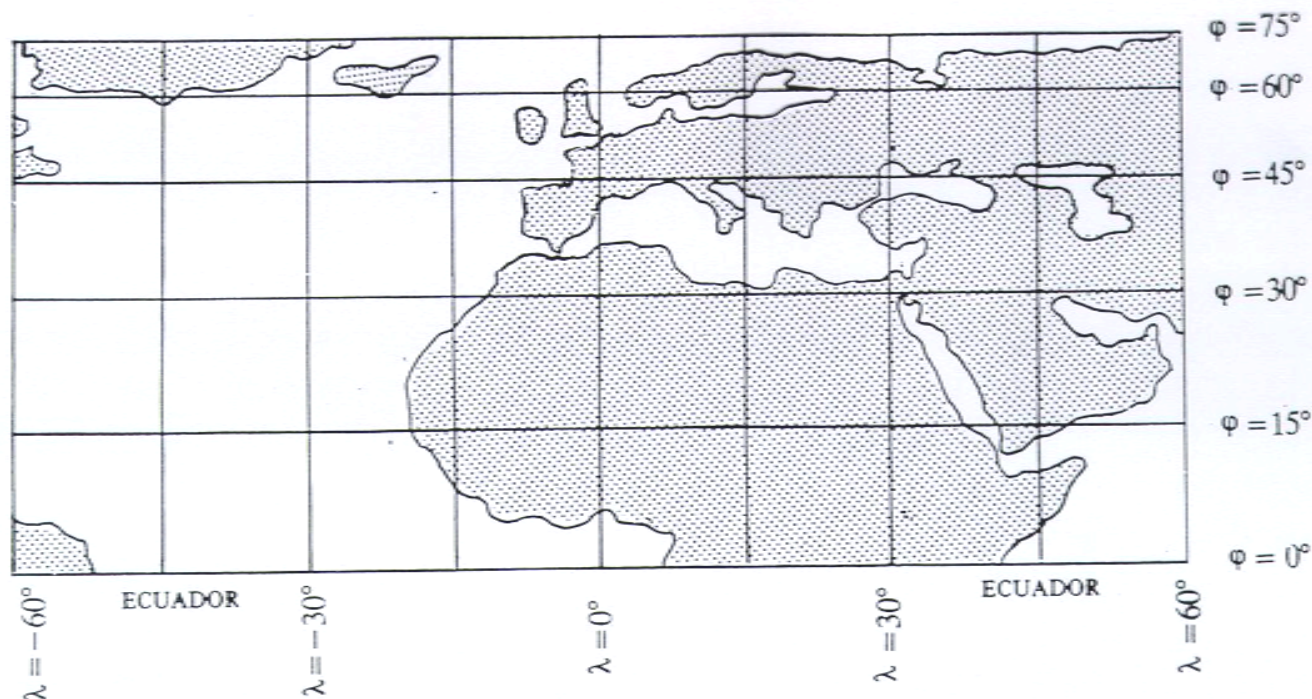 φ = 75°
φ = 60°
φ = 45°
φ = 30°
φ = 15°
φ = 0°
ECUADOR
ECUADOR
λ = −60°
λ = −30°
λ = 0°
λ = 30°
λ = 60°